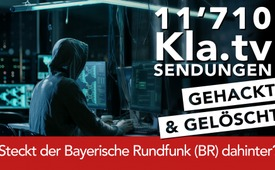 11'710
Kla.tv
SENDUNGEN
GEHACKT
& GELÖSCHT
Steckt der Bayerische Rundfunk (BR) dahinter?